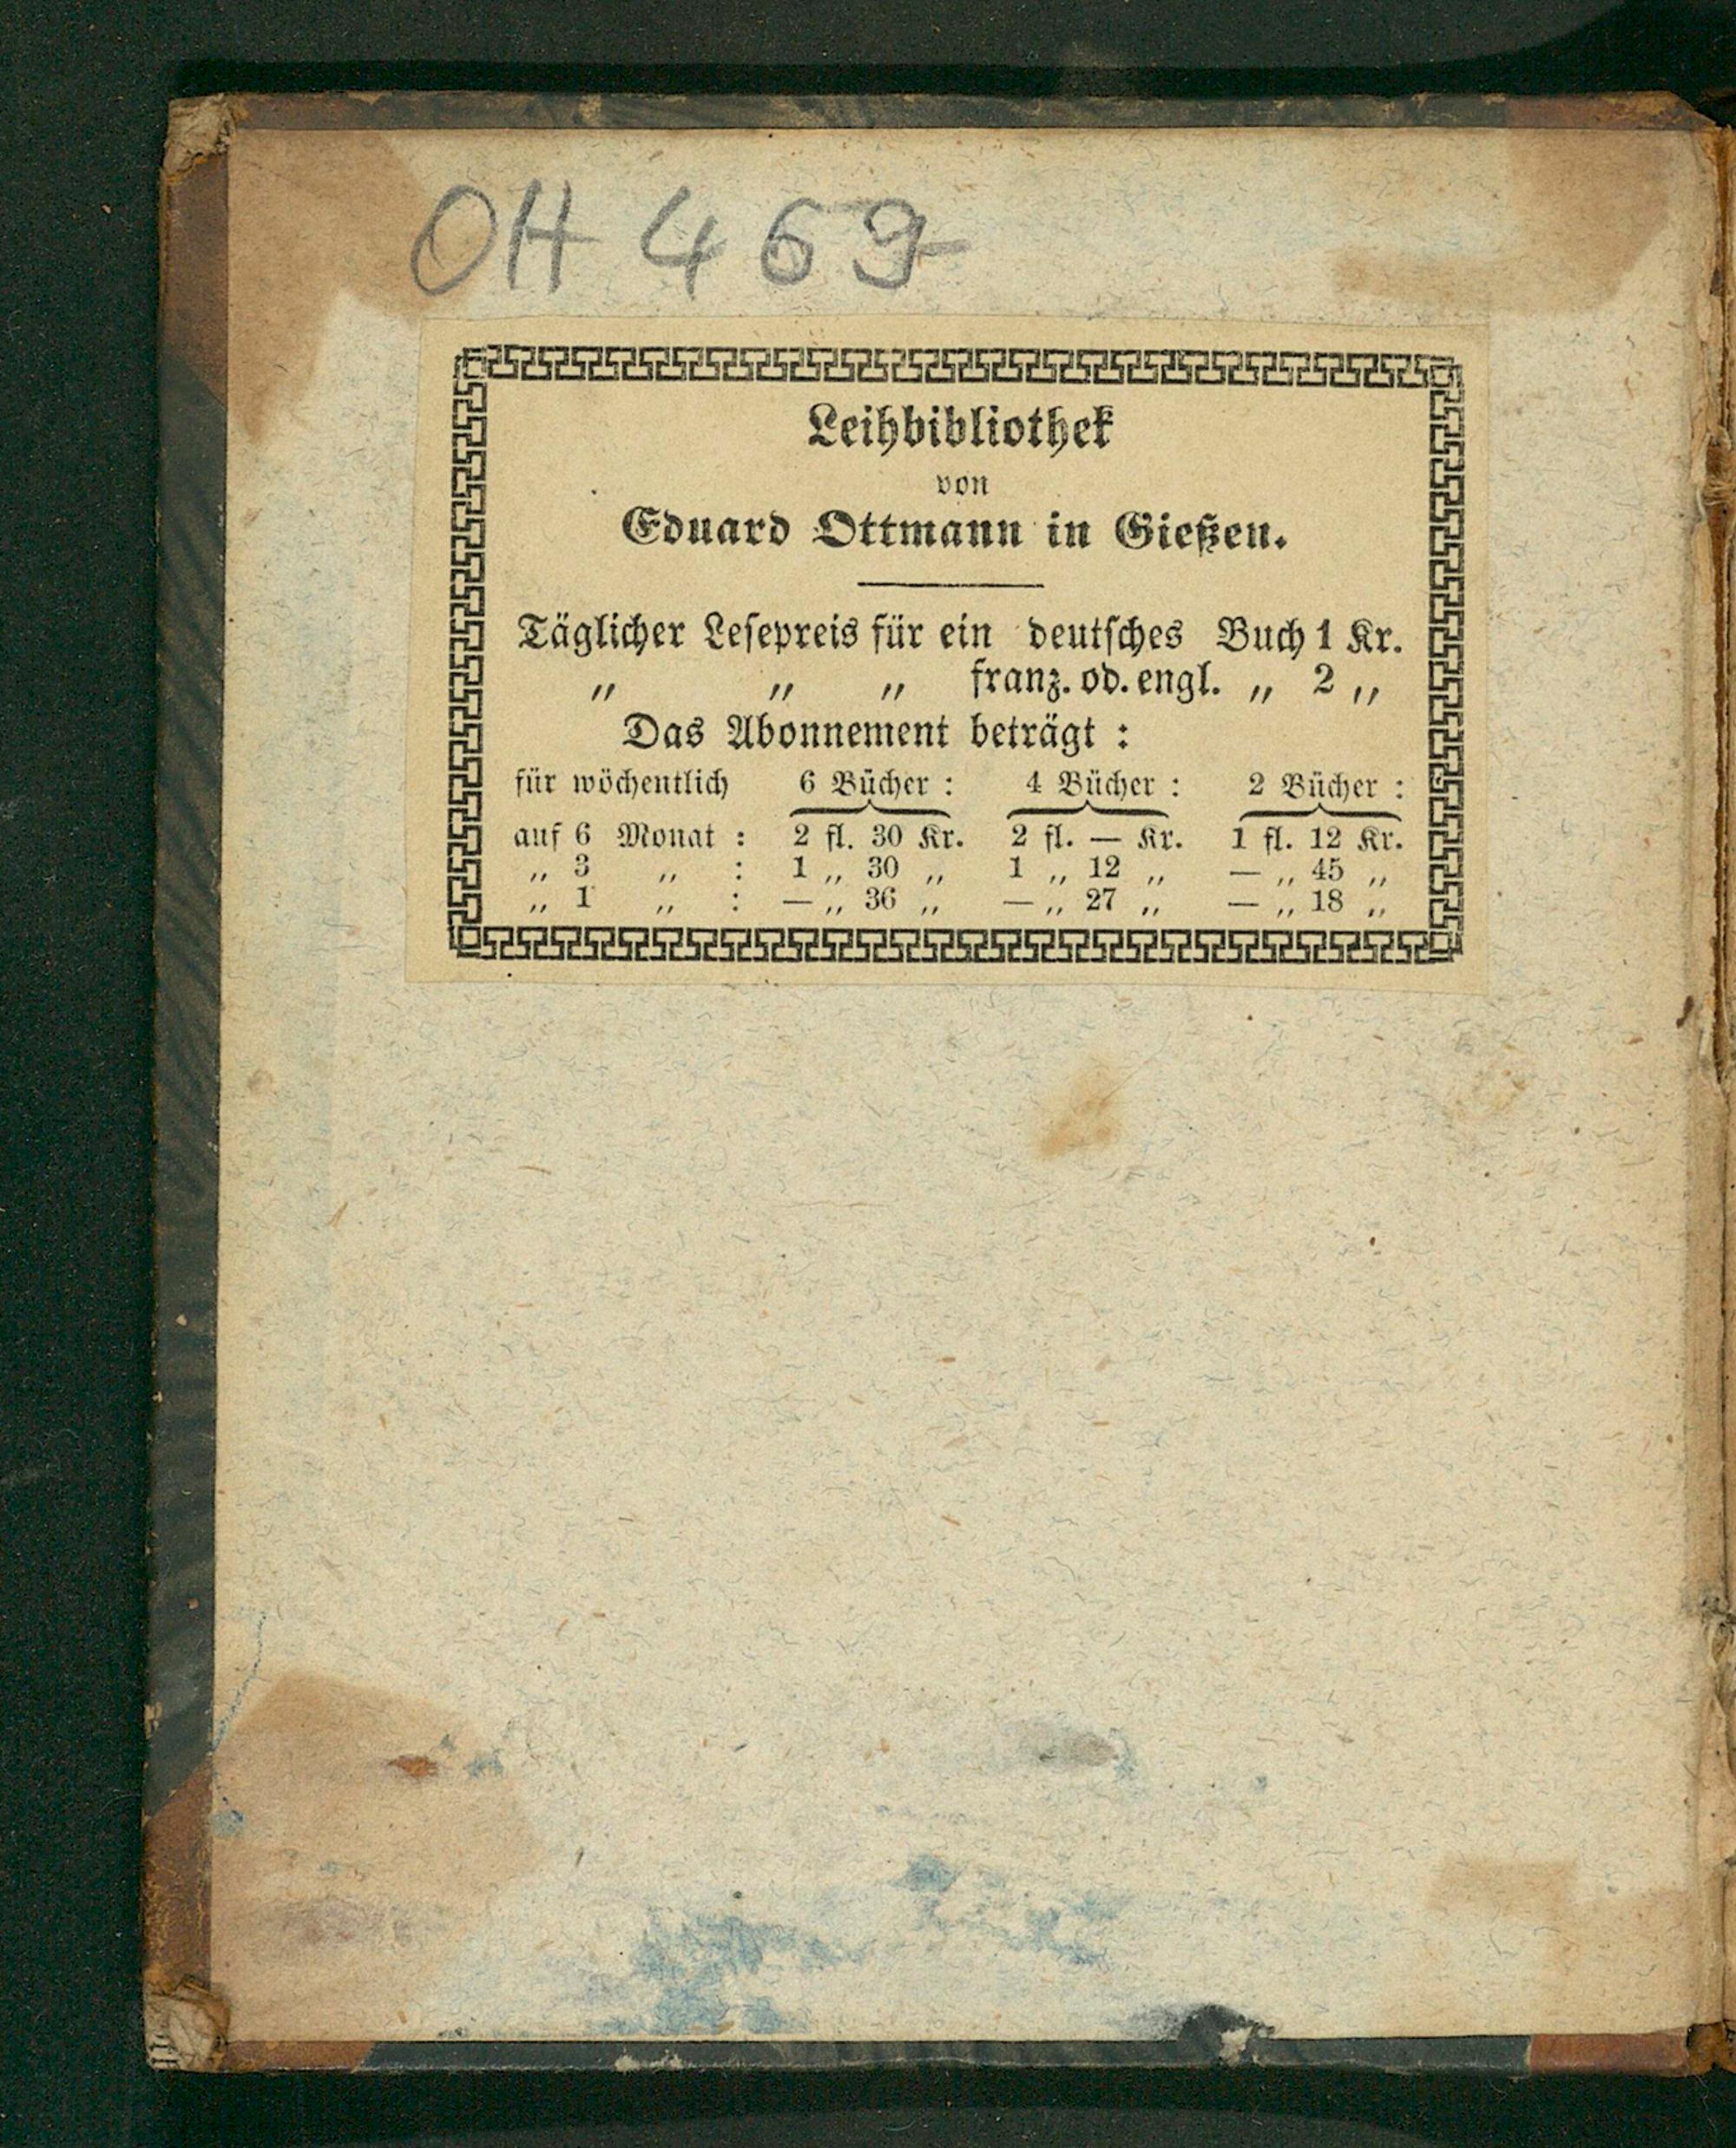 OH 469
Leihbibliothek
von
Eduard Ottmann in Gießen.
Täglicher Lesepreis für ein deutsches Buch 1 Kr.
„ „ „ franz. od. engl. „ 2 „
Das Abonnement beträgt :
für wöchentlich 6 Bücher : 4 Bücher : 2 Bücher :
auf 6 Monat : 2 fl. 30 Kr. 2 fl. — Kr. 1 fl. 12 Kr.
„ 3 „ : 1 „ 30 „ 1 „ 12 „ — „ 45 „
„ 1 „ : — „ 36 „ — „ 27 „ — „ 18 „